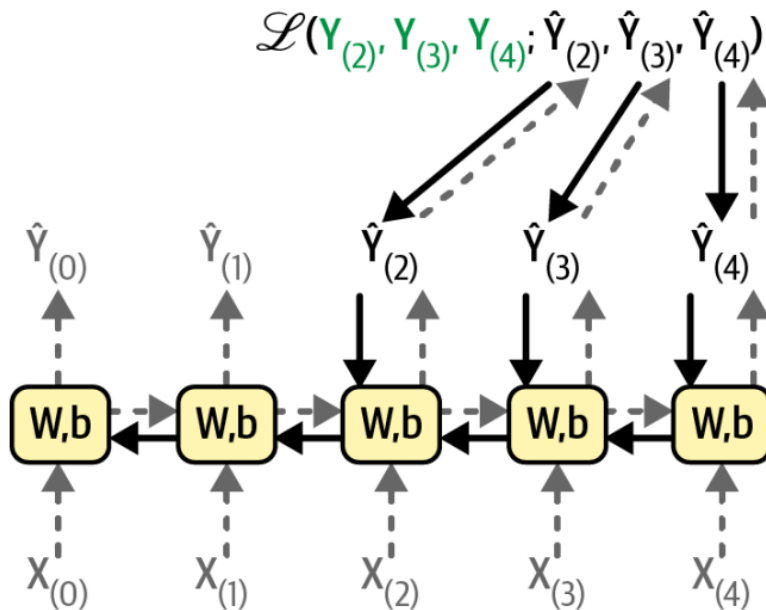 ℒ(Y(2), Y(3), Y(4); Ŷ(2), Ŷ(3), Ŷ(4))
Ŷ(0) Ŷ(1) Ŷ(2) Ŷ(3) Ŷ(4)
W,b W,b W,b W,b W,b
X(0) X(1) X(2) X(3) X(4)